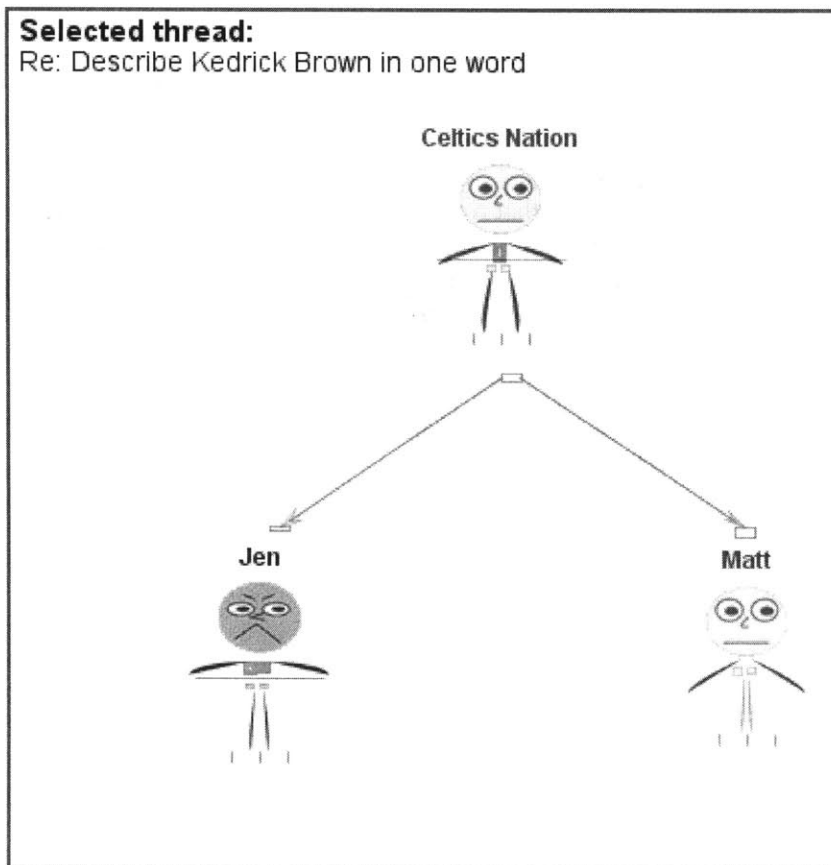 Selected thread:
Re: Describe Kedrick Brown in one word
Celtics Nation
Jen
Matt